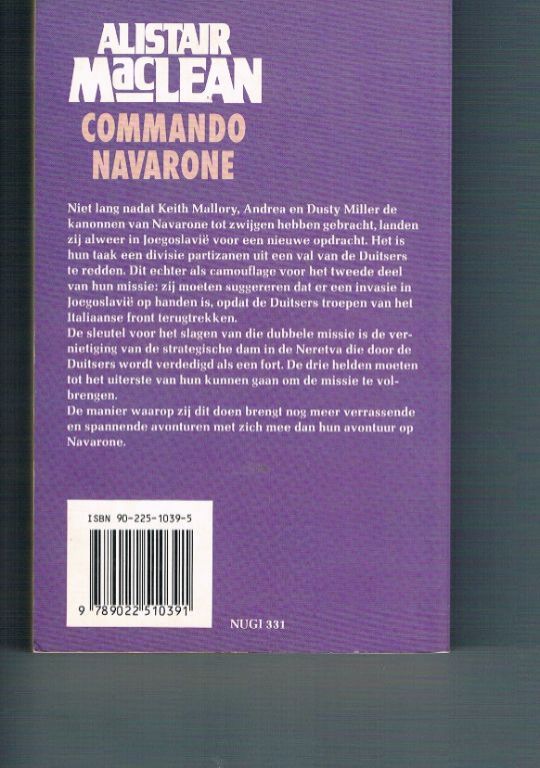 ALISTAIR
MACLEAN
COMMANDO
NAVARONE
Niet lang nadat Keith Mallory, Andrea en Dusty Miller de
kanonnen van Navarone tot zwijgen hebben gebracht, landen
zij alweer in Joegoslavië voor een nieuwe opdracht. Het is
hun taak een divisie partizanen uit een val van de Duitsers
te redden. Dit echter als camouflage voor het tweede deel
van hun missie: zij moeten suggereren dat er een invasie in
Joegoslavië op handen is, opdat de Duitsers troepen van het
Italiaanse front terugtrekken.
De sleutel voor het slagen van die dubbele missie is de ver-
nietiging van de strategische dam in de Neretva die door de
Duitsers wordt verdedigd als een fort. De drie helden moeten
tot het uiterste van hun kunnen gaan om de missie te vol-
brengen.
De manier waarop zij dit doen brengt nog meer verrassende
en spannende avonturen met zich mee dan hun avontuur op
Navarone.
ISBN 90-225-1039-5
9 789022 510391
NUGI 331